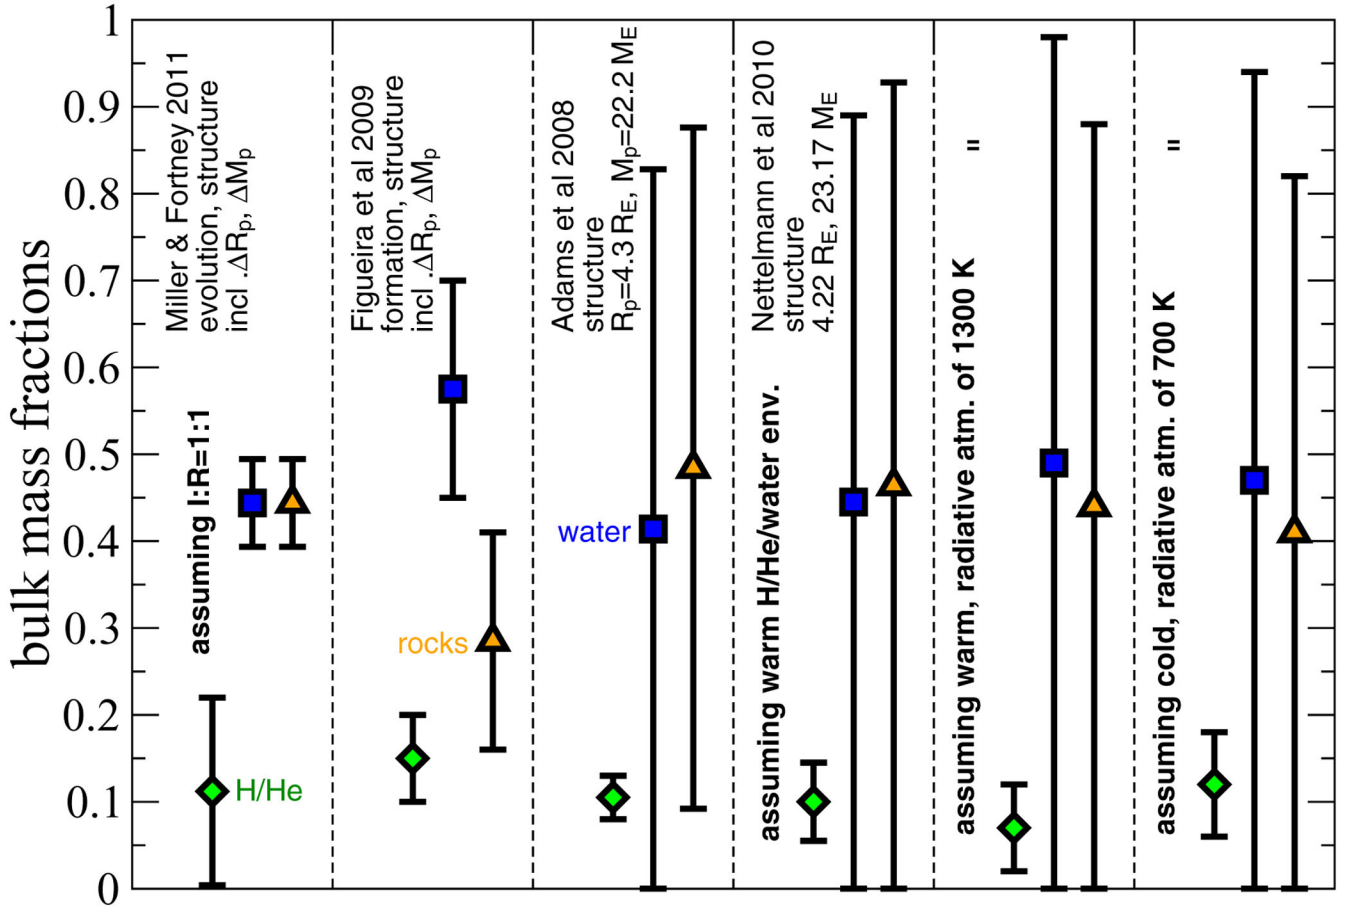 bulk mass fractions
1
0.9
0.8
0.7
0.6
0.5
0.4
0.3
0.2
0.1
0
Miller & Fortney 2011
evolution, structure
incl .ΔRp, ΔMp
assuming I:R=1:1
H/He
Figueira et al 2009
formation, structure
incl .ΔRp, ΔMp
rocks
Adams et al 2008
structure
Rp=4.3 RE, Mp=22.2 ME
water
Nettelmann et al 2010
structure
4.22 RE, 23.17 ME
assuming warm H/He/water env.
"
assuming warm, radiative atm. of 1300 K
"
assuming cold, radiative atm. of 700 K